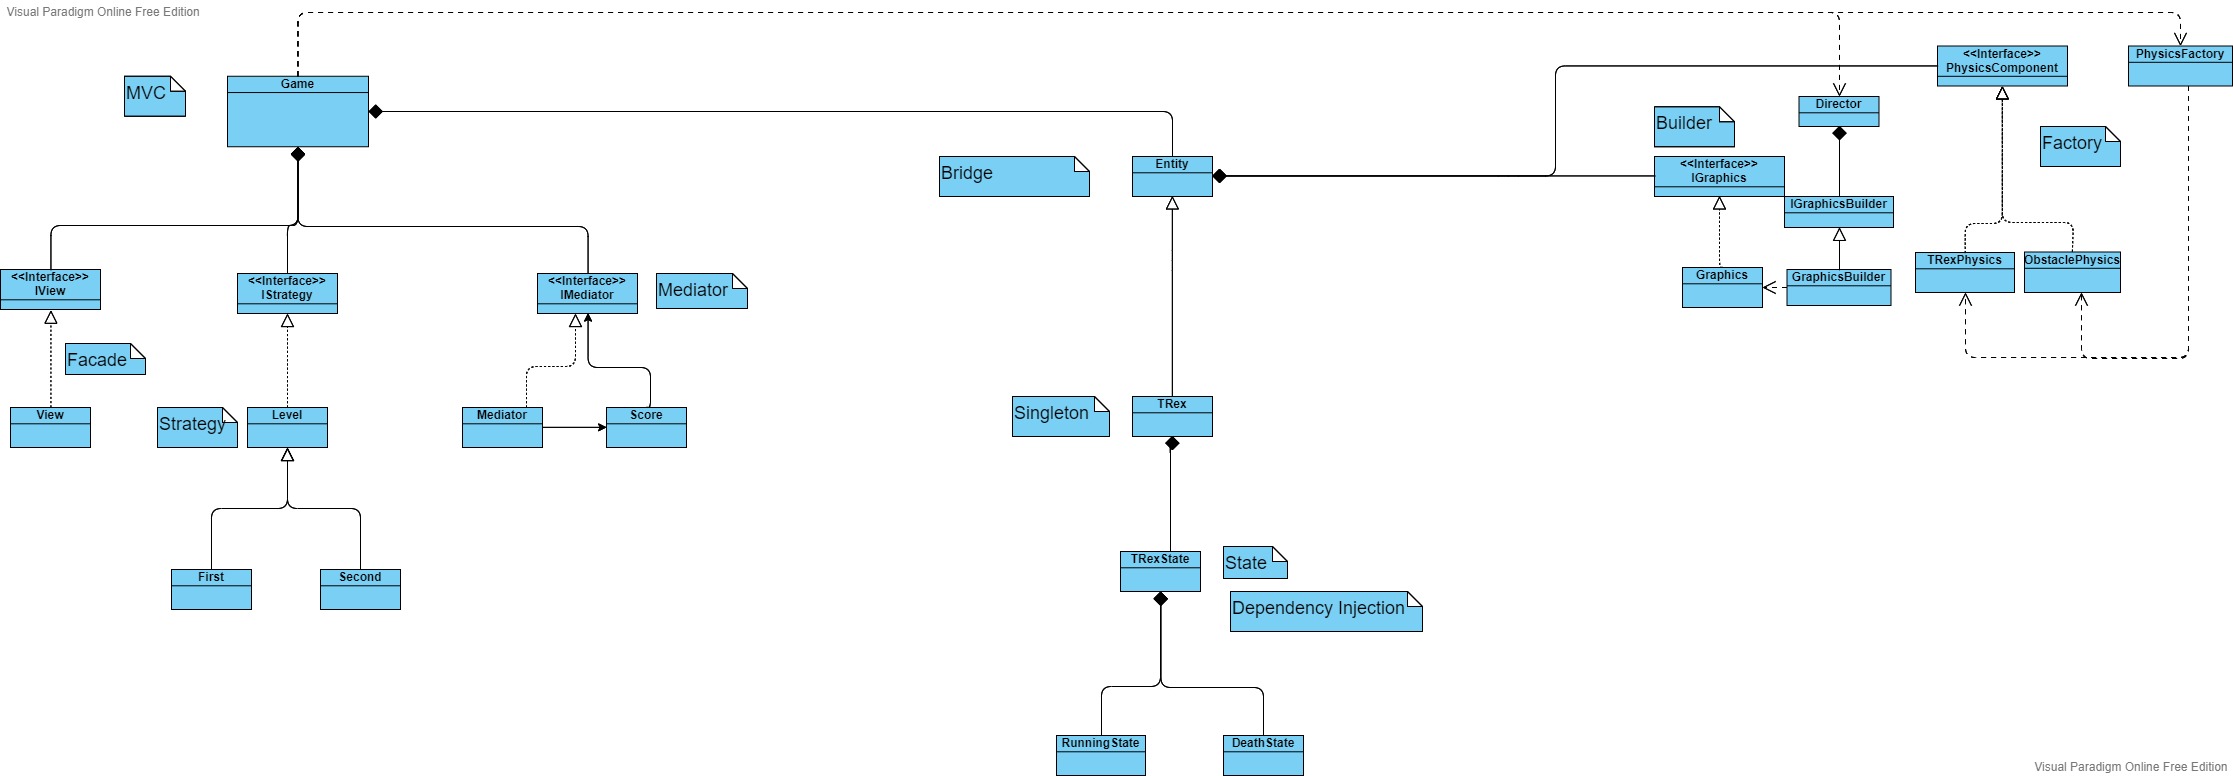 Visual Paradigm Online Free Edition
MVC
Game
<<Interface>>
PhysicsComponent
PhysicsFactory
Director
Builder
Factory
Bridge
Entity
<<Interface>>
IGraphics
IGraphicsBuilder
<<Interface>>
IView
<<Interface>>
IStrategy
<<Interface>>
IMediator
Mediator
Graphics
GraphicsBuilder
TRexPhysics
ObstaclePhysics
Facade
View
Strategy
Level
Mediator
Score
Singleton
TRex
First
Second
TRexState
State
Dependency Injection
RunningState
DeathState
Visual Paradigm Online Free Edition